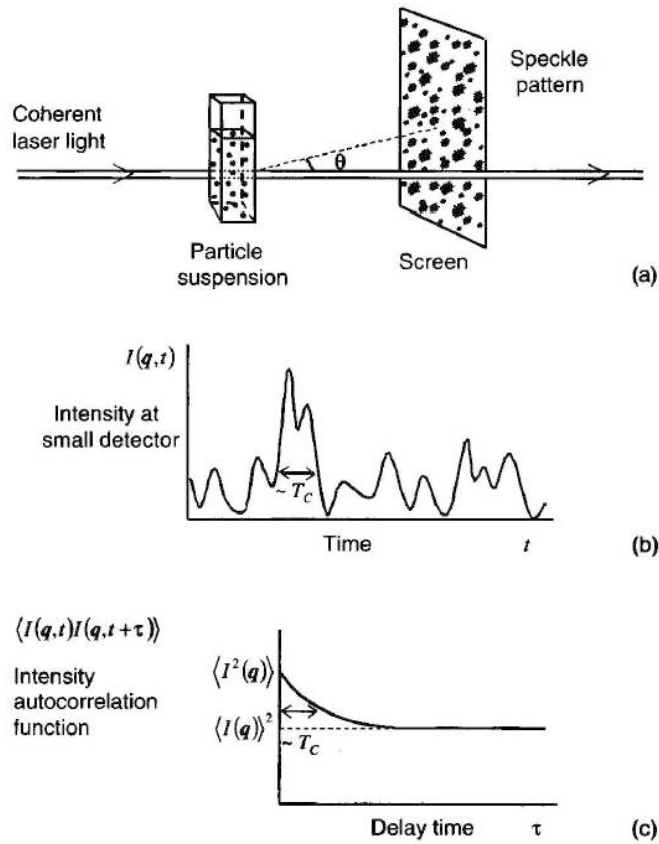 Coherent
laser light
θ
Speckle
pattern
Particle
suspension
Screen
(a)
I(q,t)
Intensity at
small detector
~ T_C
Time
t
(b)
⟨I(q,t)I(q,t+τ)⟩
Intensity
autocorrelation
function
⟨I²(q)⟩
⟨I(q)⟩²
~ T_C
Delay time
τ
(c)